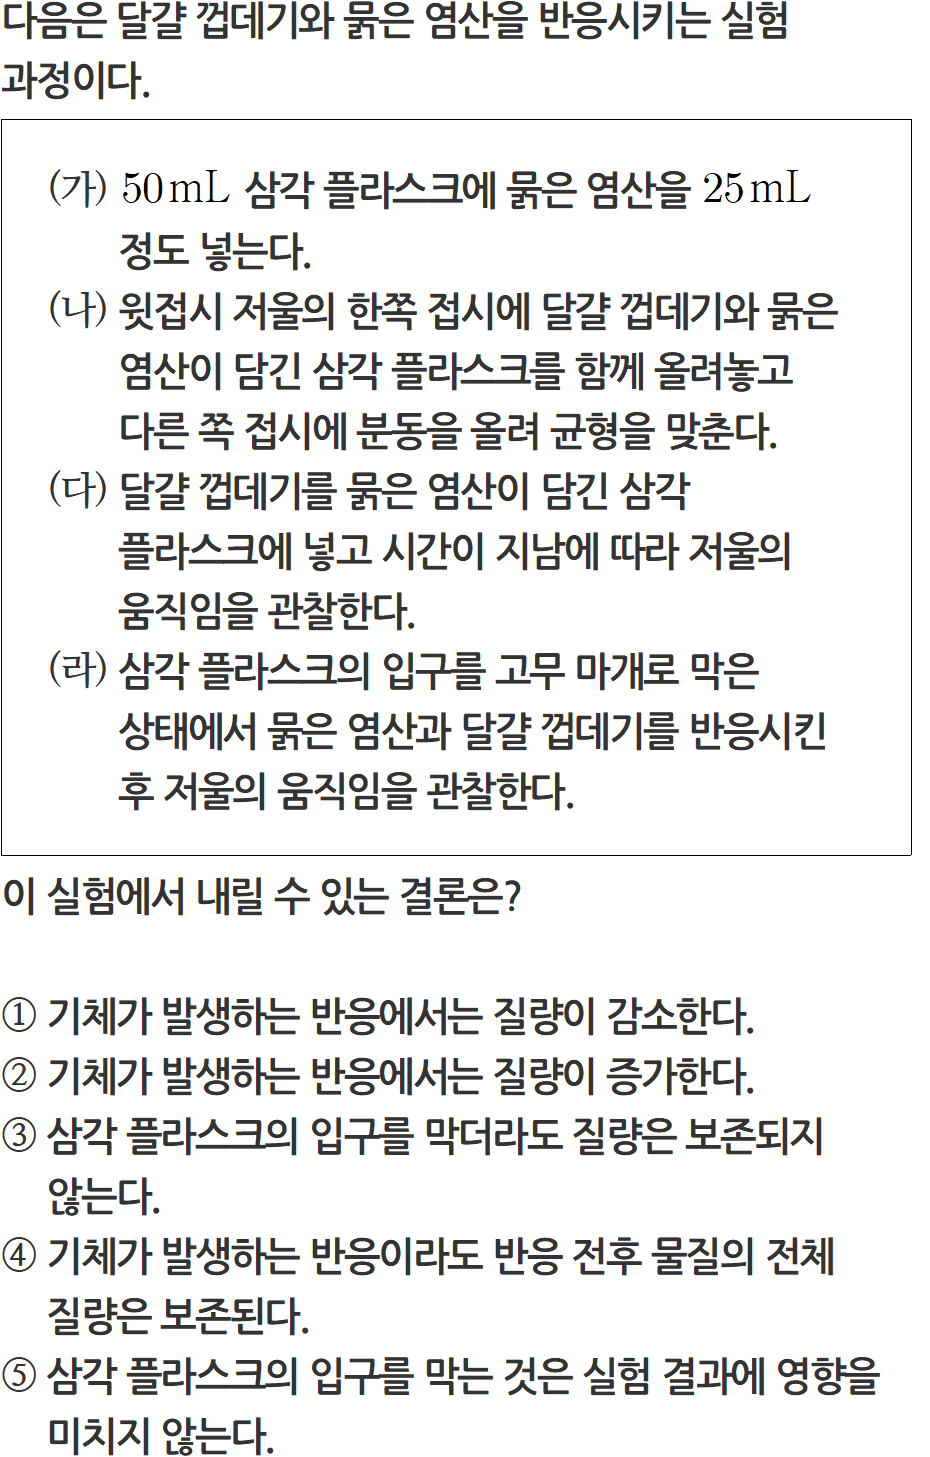 다음은 달걀 껍데기와 묽은 염산을 반응시키는 실험
과정이다.
(가) 50 mL 삼각 플라스크에 묽은 염산을 25 mL
정도 넣는다.
(나) 윗접시 저울의 한쪽 접시에 달걀 껍데기와 묽은
염산이 담긴 삼각 플라스크를 함께 올려놓고
다른 쪽 접시에 분동을 올려 균형을 맞춘다.
(다) 달걀 껍데기를 묽은 염산이 담긴 삼각
플라스크에 넣고 시간이 지남에 따라 저울의
움직임을 관찰한다.
(라) 삼각 플라스크의 입구를 고무 마개로 막은
상태에서 묽은 염산과 달걀 껍데기를 반응시킨
후 저울의 움직임을 관찰한다.
이 실험에서 내릴 수 있는 결론은?
① 기체가 발생하는 반응에서는 질량이 감소한다.
② 기체가 발생하는 반응에서는 질량이 증가한다.
③ 삼각 플라스크의 입구를 막더라도 질량은 보존되지
않는다.
④ 기체가 발생하는 반응이라도 반응 전후 물질의 전체
질량은 보존된다.
⑤ 삼각 플라스크의 입구를 막는 것은 실험 결과에 영향을
미치지 않는다.